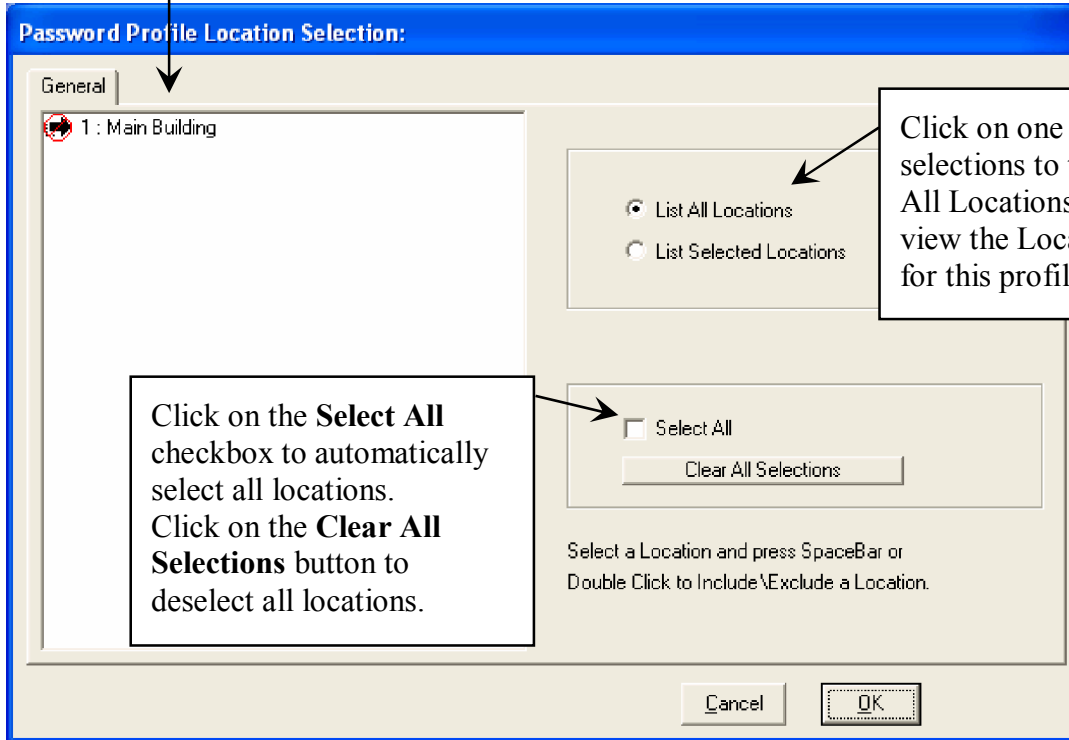 Password Profile Location Selection:
General
1 : Main Building
Click on one
selections to
All Locations
view the Loc
for this profil
List All Locations
List Selected Locations
Click on the Select All
checkbox to automatically
select all locations.
Click on the Clear All
Selections button to
deselect all locations.
Select All
Clear All Selections
Select a Location and press SpaceBar or
Double Click to Include\Exclude a Location.
Cancel
OK